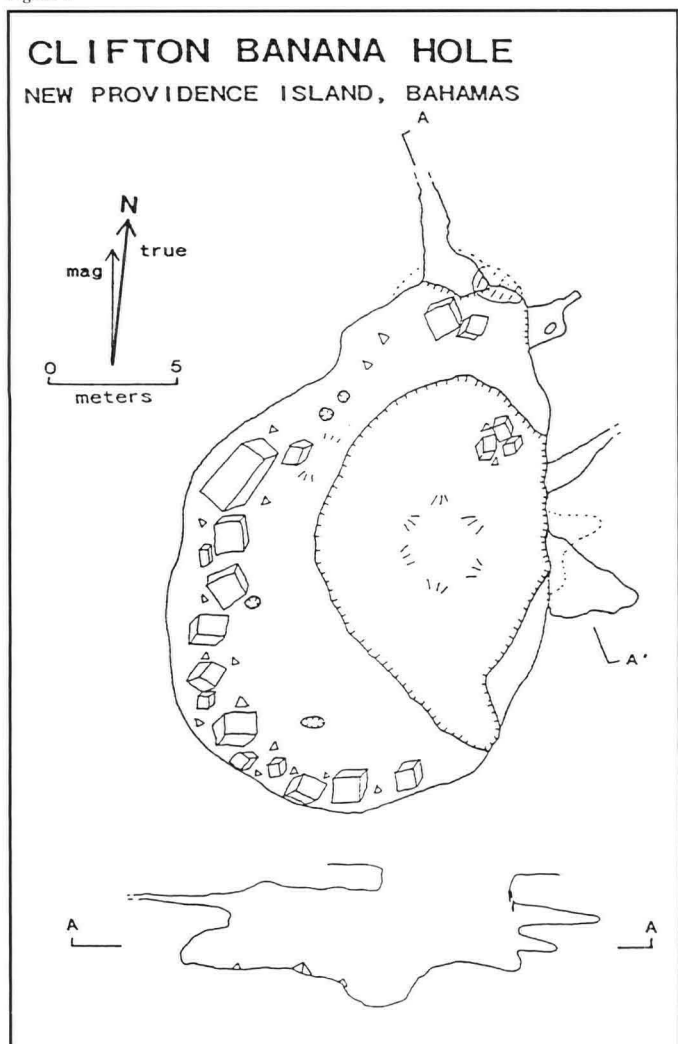 CLIFTON BANANA HOLE
NEW PROVIDENCE ISLAND, BAHAMAS
A
N
true
mag
0 5
meters
A'
A A